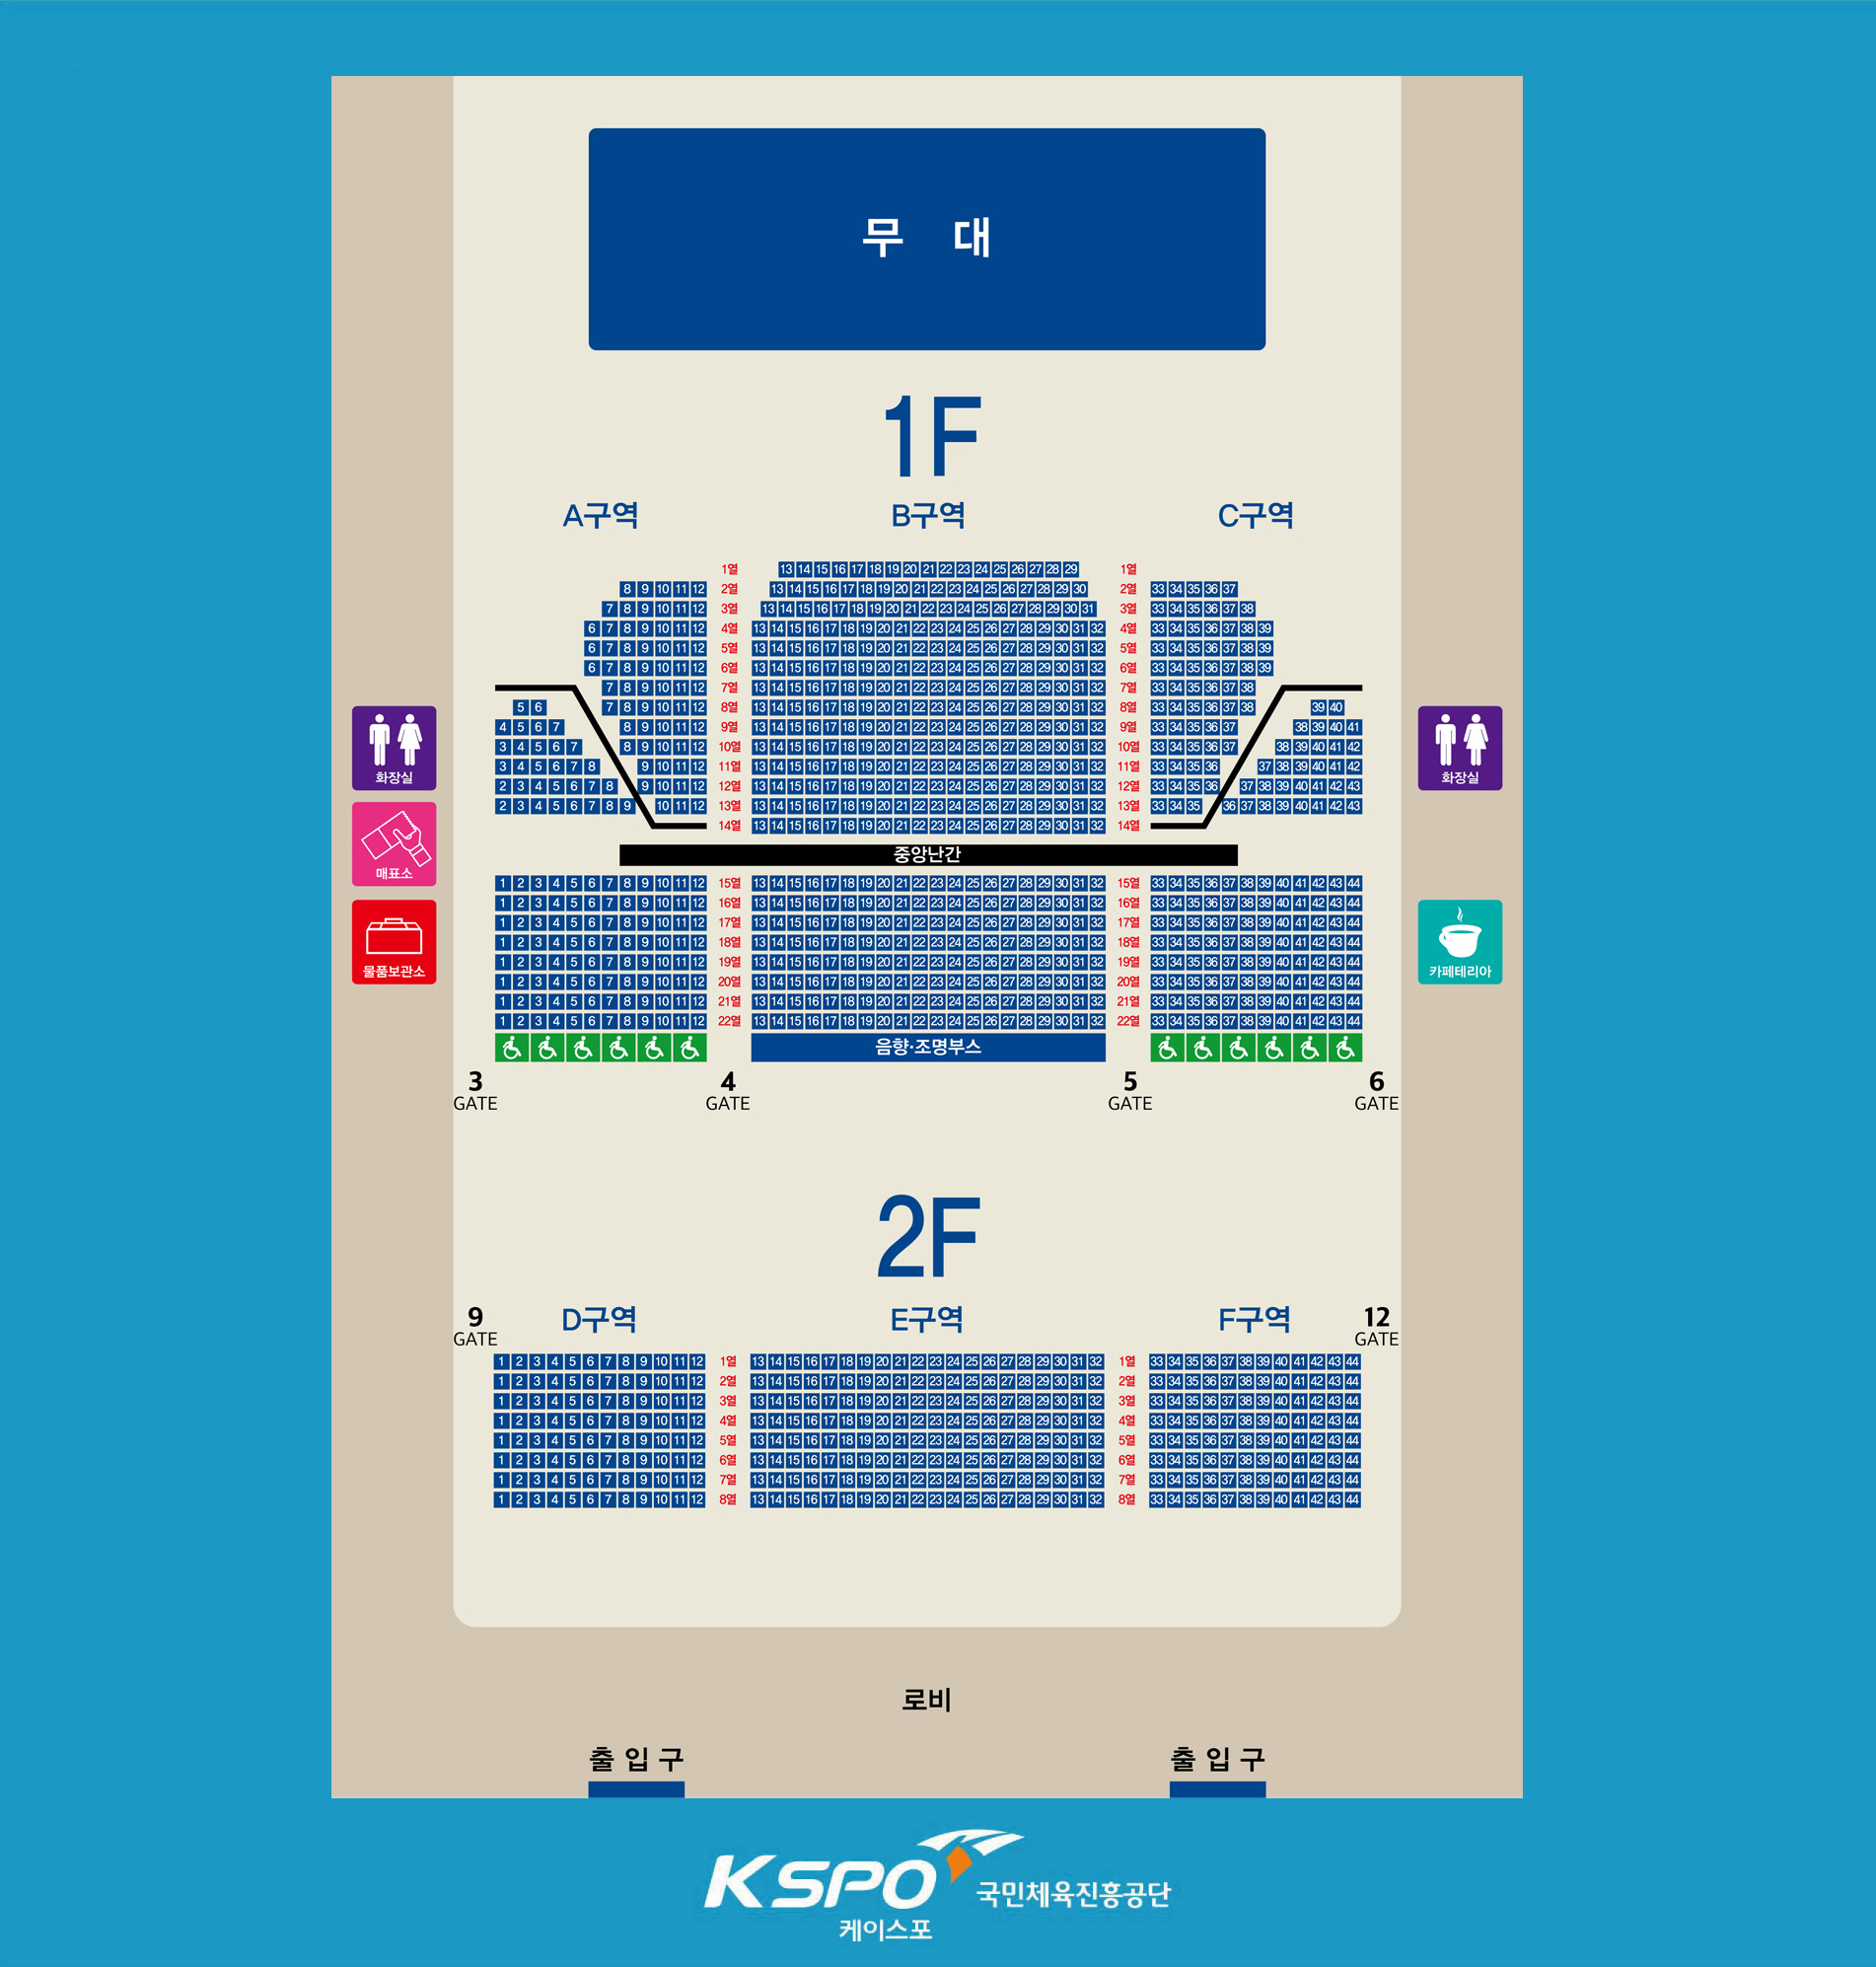 무 대
1F
A구역 B구역 C구역
1열 13 14 15 16 17 18 19 20 21 22 23 24 25 26 27 28 29 1열
8 9 10 11 12 2열 13 14 15 16 17 18 19 20 21 22 23 24 25 26 27 28 29 30 2열 33 34 35 36 37
7 8 9 10 11 12 3열 13 14 15 16 17 18 19 20 21 22 23 24 25 26 27 28 29 30 31 3열 33 34 35 36 37 38
6 7 8 9 10 11 12 4열 13 14 15 16 17 18 19 20 21 22 23 24 25 26 27 28 29 30 31 32 4열 33 34 35 36 37 38 39
6 7 8 9 10 11 12 5열 13 14 15 16 17 18 19 20 21 22 23 24 25 26 27 28 29 30 31 32 5열 33 34 35 36 37 38 39
6 7 8 9 10 11 12 6열 13 14 15 16 17 18 19 20 21 22 23 24 25 26 27 28 29 30 31 32 6열 33 34 35 36 37 38 39
7 8 9 10 11 12 7열 13 14 15 16 17 18 19 20 21 22 23 24 25 26 27 28 29 30 31 32 7열 33 34 35 36 37 38
5 6 7 8 9 10 11 12 8열 13 14 15 16 17 18 19 20 21 22 23 24 25 26 27 28 29 30 31 32 8열 33 34 35 36 37 38 39 40
4 5 6 7 8 9 10 11 12 9열 13 14 15 16 17 18 19 20 21 22 23 24 25 26 27 28 29 30 31 32 9열 33 34 35 36 37 38 39 40 41
3 4 5 6 7 8 9 10 11 12 10열 13 14 15 16 17 18 19 20 21 22 23 24 25 26 27 28 29 30 31 32 10열 33 34 35 36 37 38 39 40 41 42
3 4 5 6 7 8 9 10 11 12 11열 13 14 15 16 17 18 19 20 21 22 23 24 25 26 27 28 29 30 31 32 11열 33 34 35 36 37 38 39 40 41 42
2 3 4 5 6 7 8 9 10 11 12 12열 13 14 15 16 17 18 19 20 21 22 23 24 25 26 27 28 29 30 31 32 12열 33 34 35 36 37 38 39 40 41 42 43
2 3 4 5 6 7 8 9 10 11 12 13열 13 14 15 16 17 18 19 20 21 22 23 24 25 26 27 28 29 30 31 32 13열 33 34 35 36 37 38 39 40 41 42 43
14열 13 14 15 16 17 18 19 20 21 22 23 24 25 26 27 28 29 30 31 32 14열
중앙난간
1 2 3 4 5 6 7 8 9 10 11 12 15열 13 14 15 16 17 18 19 20 21 22 23 24 25 26 27 28 29 30 31 32 15열 33 34 35 36 37 38 39 40 41 42 43 44
1 2 3 4 5 6 7 8 9 10 11 12 16열 13 14 15 16 17 18 19 20 21 22 23 24 25 26 27 28 29 30 31 32 16열 33 34 35 36 37 38 39 40 41 42 43 44
1 2 3 4 5 6 7 8 9 10 11 12 17열 13 14 15 16 17 18 19 20 21 22 23 24 25 26 27 28 29 30 31 32 17열 33 34 35 36 37 38 39 40 41 42 43 44
1 2 3 4 5 6 7 8 9 10 11 12 18열 13 14 15 16 17 18 19 20 21 22 23 24 25 26 27 28 29 30 31 32 18열 33 34 35 36 37 38 39 40 41 42 43 44
1 2 3 4 5 6 7 8 9 10 11 12 19열 13 14 15 16 17 18 19 20 21 22 23 24 25 26 27 28 29 30 31 32 19열 33 34 35 36 37 38 39 40 41 42 43 44
1 2 3 4 5 6 7 8 9 10 11 12 20열 13 14 15 16 17 18 19 20 21 22 23 24 25 26 27 28 29 30 31 32 20열 33 34 35 36 37 38 39 40 41 42 43 44
1 2 3 4 5 6 7 8 9 10 11 12 21열 13 14 15 16 17 18 19 20 21 22 23 24 25 26 27 28 29 30 31 32 21열 33 34 35 36 37 38 39 40 41 42 43 44
1 2 3 4 5 6 7 8 9 10 11 12 22열 13 14 15 16 17 18 19 20 21 22 23 24 25 26 27 28 29 30 31 32 22열 33 34 35 36 37 38 39 40 41 42 43 44
음향·조명부스
3 4 5 6
GATE GATE GATE GATE
화장실
매표소
물품보관소
화장실
카페테리아
2F
9 D구역 E구역 F구역 12
GATE GATE
1 2 3 4 5 6 7 8 9 10 11 12 1열 13 14 15 16 17 18 19 20 21 22 23 24 25 26 27 28 29 30 31 32 1열 33 34 35 36 37 38 39 40 41 42 43 44
1 2 3 4 5 6 7 8 9 10 11 12 2열 13 14 15 16 17 18 19 20 21 22 23 24 25 26 27 28 29 30 31 32 2열 33 34 35 36 37 38 39 40 41 42 43 44
1 2 3 4 5 6 7 8 9 10 11 12 3열 13 14 15 16 17 18 19 20 21 22 23 24 25 26 27 28 29 30 31 32 3열 33 34 35 36 37 38 39 40 41 42 43 44
1 2 3 4 5 6 7 8 9 10 11 12 4열 13 14 15 16 17 18 19 20 21 22 23 24 25 26 27 28 29 30 31 32 4열 33 34 35 36 37 38 39 40 41 42 43 44
1 2 3 4 5 6 7 8 9 10 11 12 5열 13 14 15 16 17 18 19 20 21 22 23 24 25 26 27 28 29 30 31 32 5열 33 34 35 36 37 38 39 40 41 42 43 44
1 2 3 4 5 6 7 8 9 10 11 12 6열 13 14 15 16 17 18 19 20 21 22 23 24 25 26 27 28 29 30 31 32 6열 33 34 35 36 37 38 39 40 41 42 43 44
1 2 3 4 5 6 7 8 9 10 11 12 7열 13 14 15 16 17 18 19 20 21 22 23 24 25 26 27 28 29 30 31 32 7열 33 34 35 36 37 38 39 40 41 42 43 44
1 2 3 4 5 6 7 8 9 10 11 12 8열 13 14 15 16 17 18 19 20 21 22 23 24 25 26 27 28 29 30 31 32 8열 33 34 35 36 37 38 39 40 41 42 43 44
로비
출 입 구 출 입 구
KSPO 국민체육진흥공단
케이스포